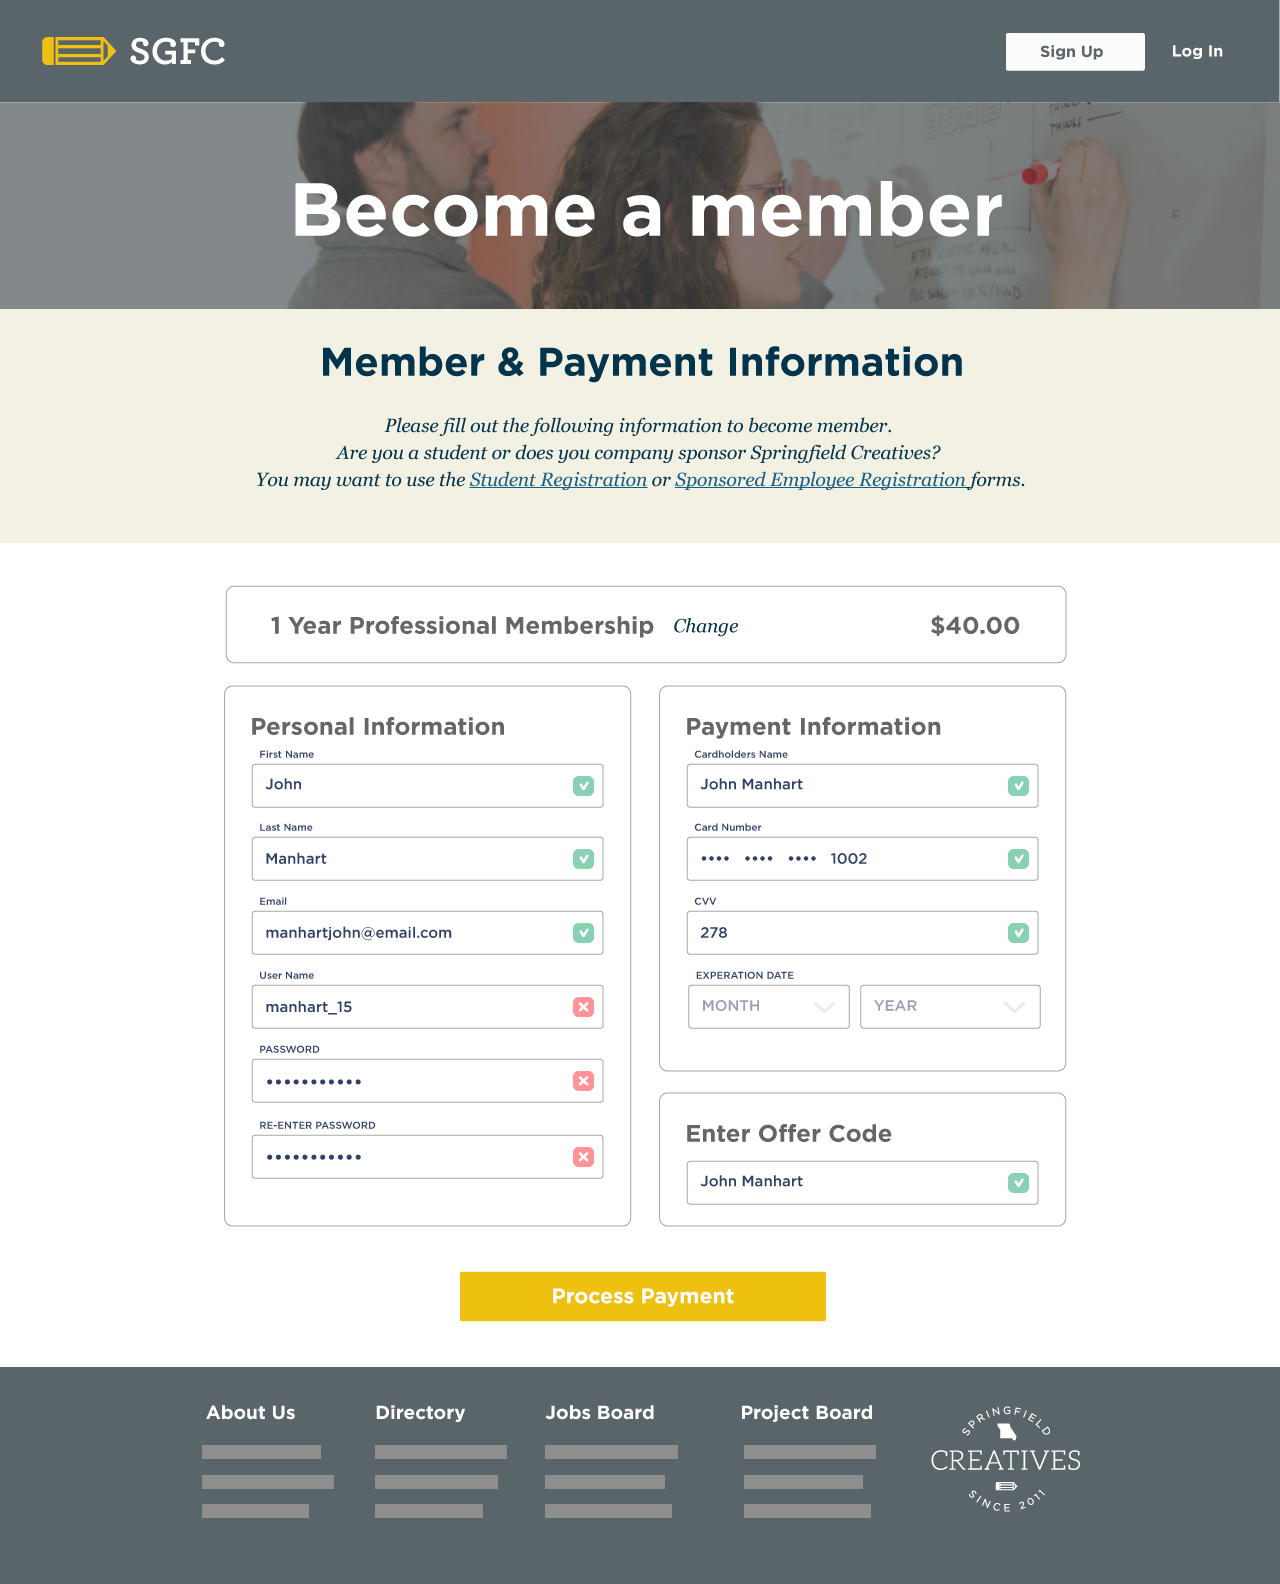 SGFC
Sign Up
Log In
THINGS
Become a member
Member & Payment Information
Please fill out the following information to become member.
Are you a student or does you company sponsor Springfield Creatives?
You may want to use the Student Registration or Sponsored Employee Registration forms.
1 Year Professional Membership Change $40.00
Personal Information
First Name
John
Last Name
Manhart
Email
manhartjohn@email.com
User Name
manhart_15
PASSWORD
•••••••••••
RE-ENTER PASSWORD
•••••••••••
Payment Information
Cardholders Name
John Manhart
Card Number
•••• •••• •••• 1002
CVV
278
EXPERATION DATE
MONTH
YEAR
Enter Offer Code
John Manhart
Process Payment
About Us
Directory
Jobs Board
Project Board
SPRINGFIELD
CREATIVES
SINCE 2011